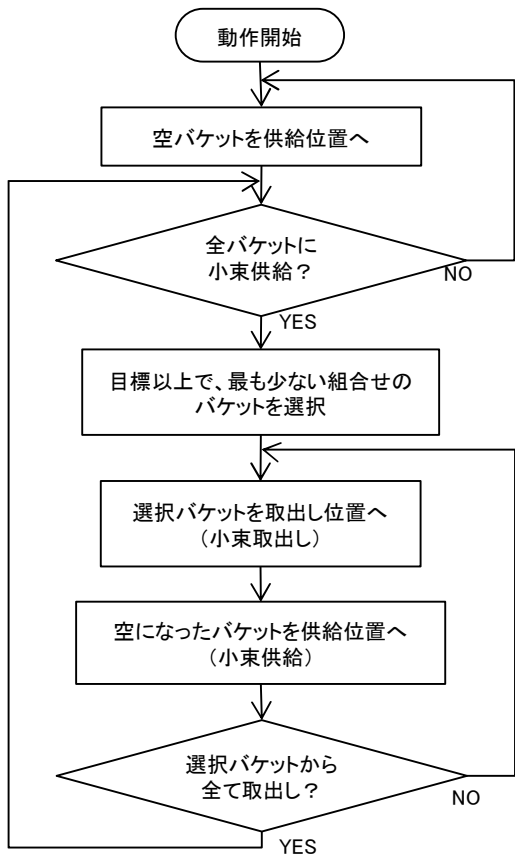 動作開始
空バケットを供給位置へ
全バケットに
小束供給？
NO
YES
目標以上で、最も少ない組合せの
バケットを選択
選択バケットを取出し位置へ
（小束取出し）
空になったバケットを供給位置へ
（小束供給）
選択バケットから
全て取出し？
NO
YES